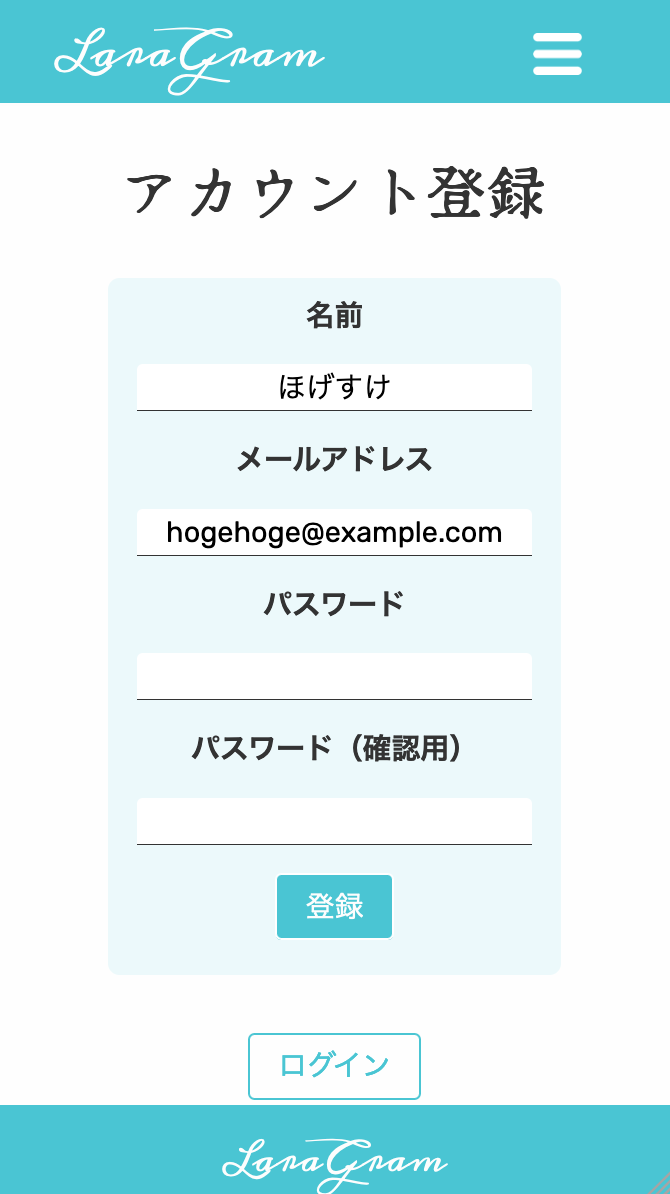 LaraGram
アカウント登録
名前
ほげすけ
メールアドレス
hogehoge@example.com
パスワード
パスワード（確認用）
登録
ログイン
LaraGram